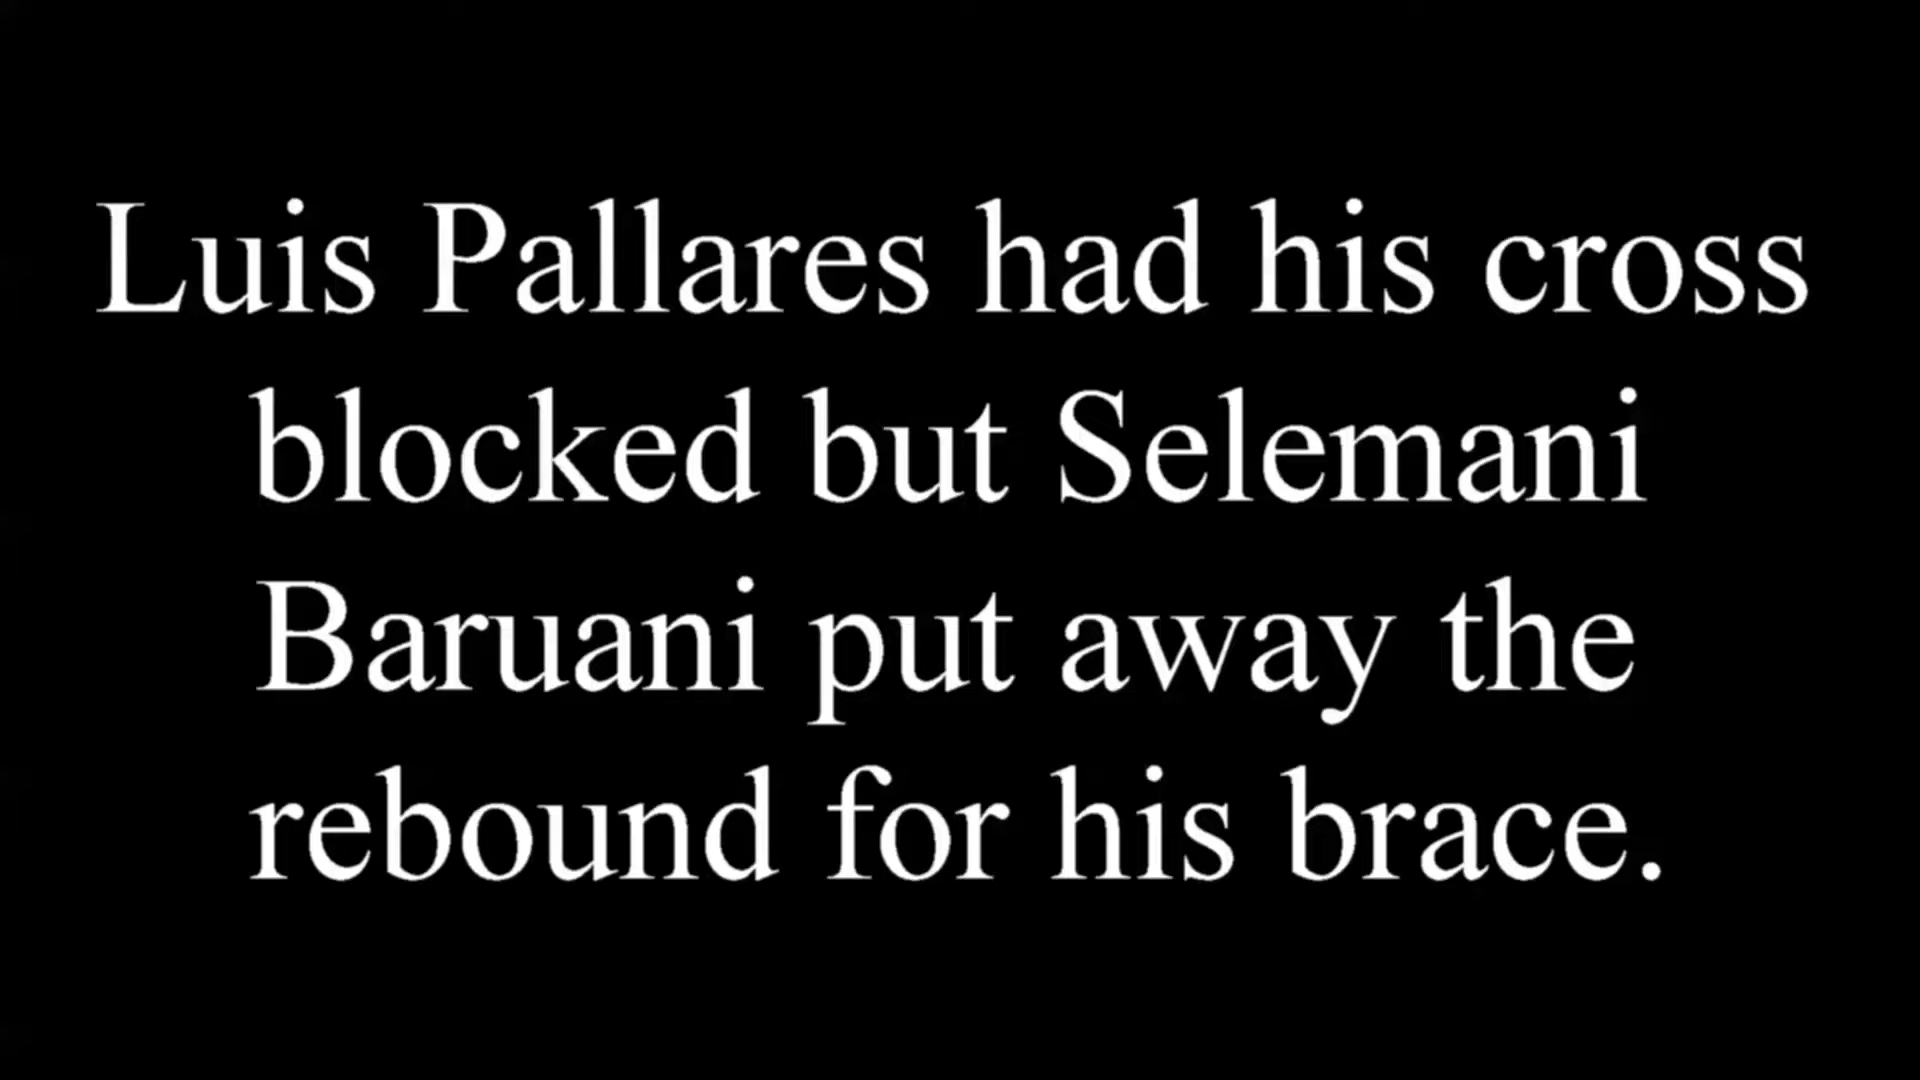 Luis Pallares had his cross
blocked but Selemani
Baruani put away the
rebound for his brace.